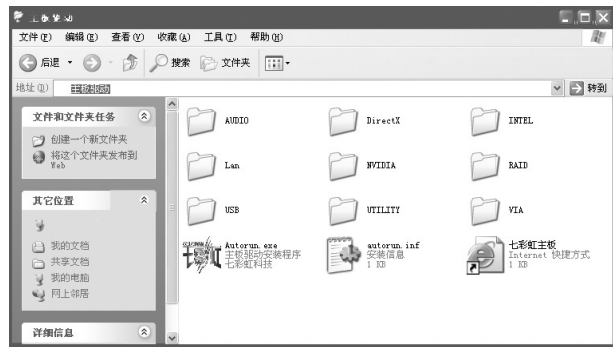 文件(F) 编辑(E) 查看(V) 收藏(A) 工具(T) 帮助(H)
后退 搜索 文件夹
地址(D) 主板驱动 转到
文件和文件夹任务
创建一个新文件夹
将这个文件夹发布到
Web
其它位置
我的文档
共享文档
我的电脑
网上邻居
详细信息
AUDIO DirectX INTEL
Lan NVIDIA RAID
USB UTILITY VIA
Autorun.exe
主板驱动安装程序
七彩虹科技
autorun.inf
安装信息
1 KB
七彩虹主板
Internet 快捷方式
1 KB